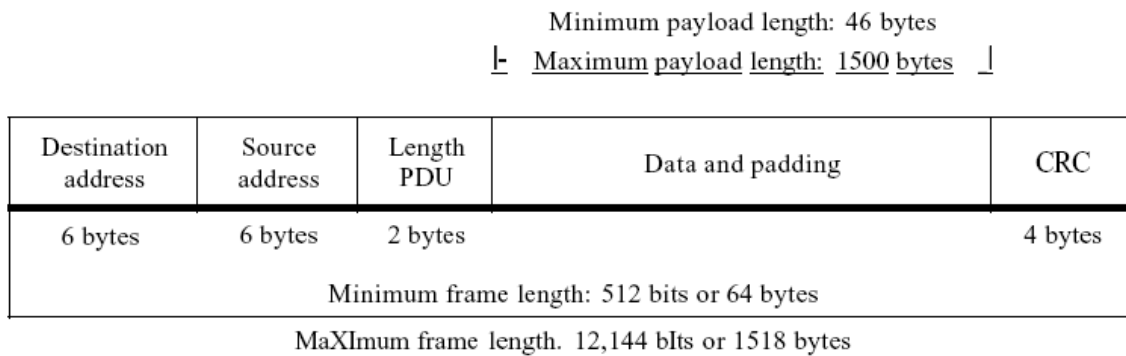 Minimum payload length: 46 bytes
|- Maximum payload length: 1500 bytes _|
Destination address
Source address
Length PDU
Data and padding
CRC
6 bytes
6 bytes
2 bytes
4 bytes
Minimum frame length: 512 bits or 64 bytes
MaXImum frame length. 12,144 bIts or 1518 bytes